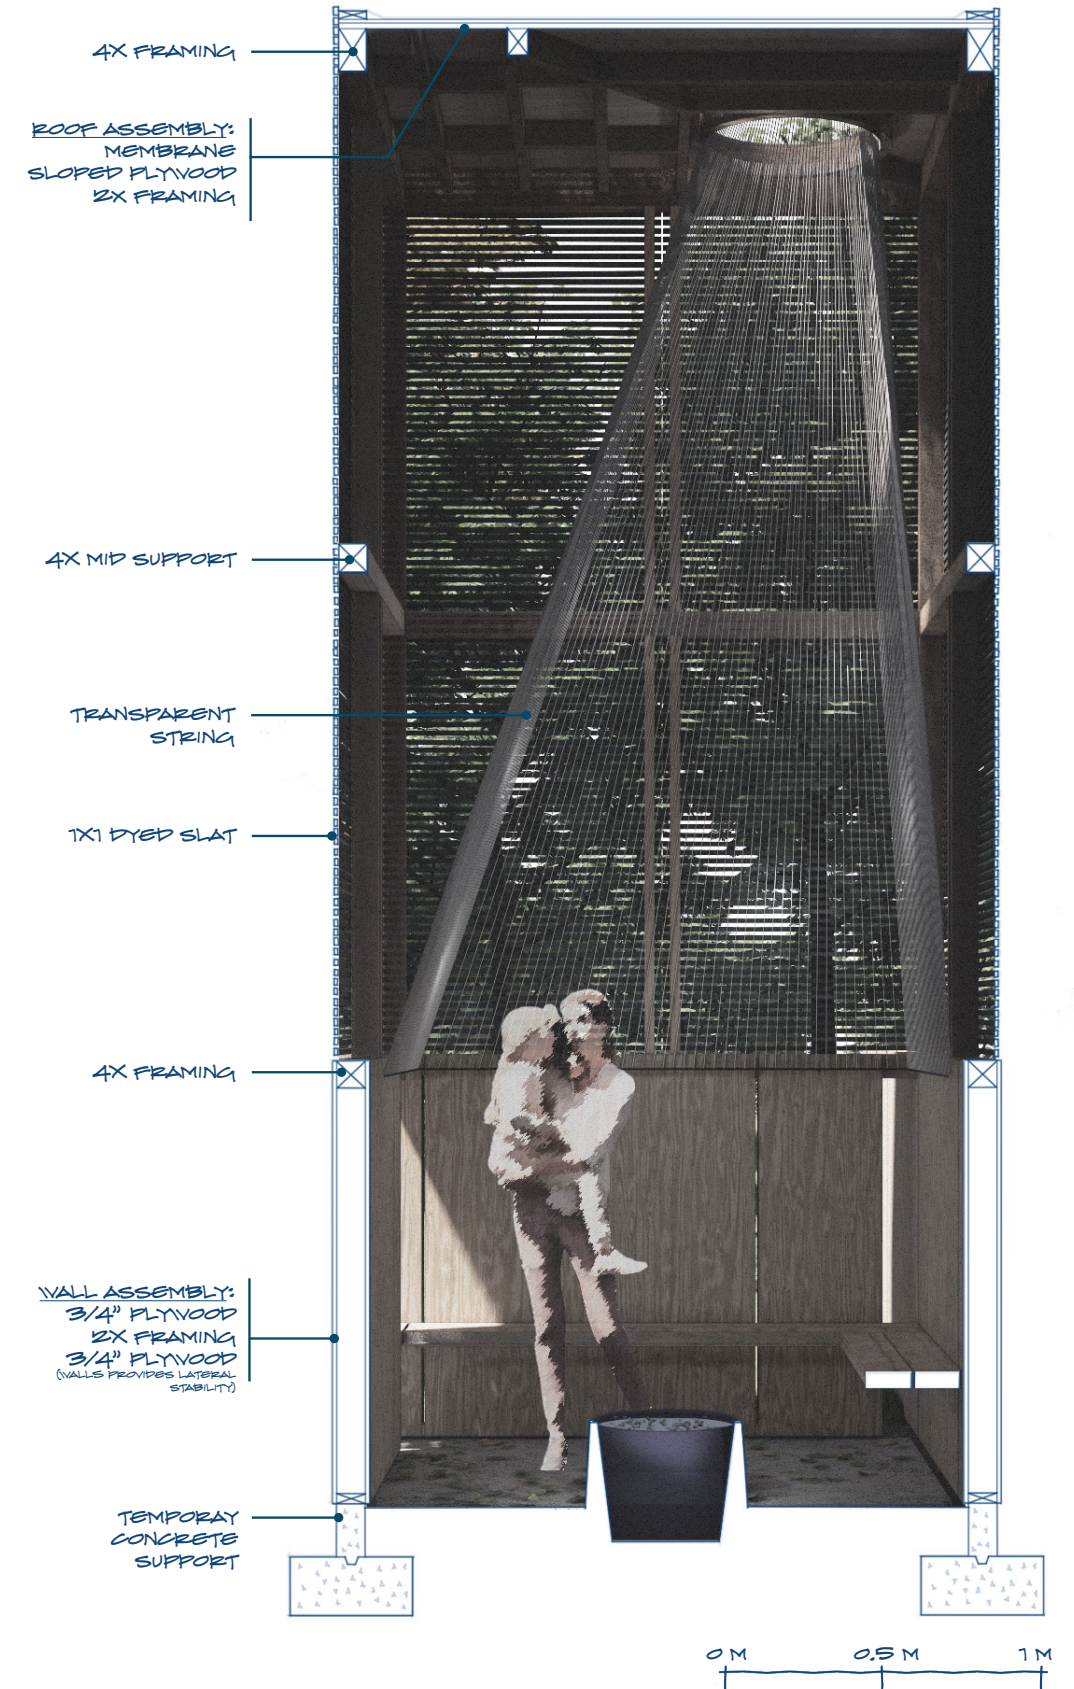 4X FRAMING
ROOF ASSEMBLY:
MEMBRANE
SLOPED PLYWOOD
2X FRAMING
4X MID SUPPORT
TRANSPARENT
STRING
1X1 DYED SLAT
4X FRAMING
WALL ASSEMBLY:
3/4" PLYWOOD
2X FRAMING
3/4" PLYWOOD
(WALLS PROVIDES LATERAL
STABILITY)
TEMPORAY
CONCRETE
SUPPORT
0 M 0.5 M 1 M